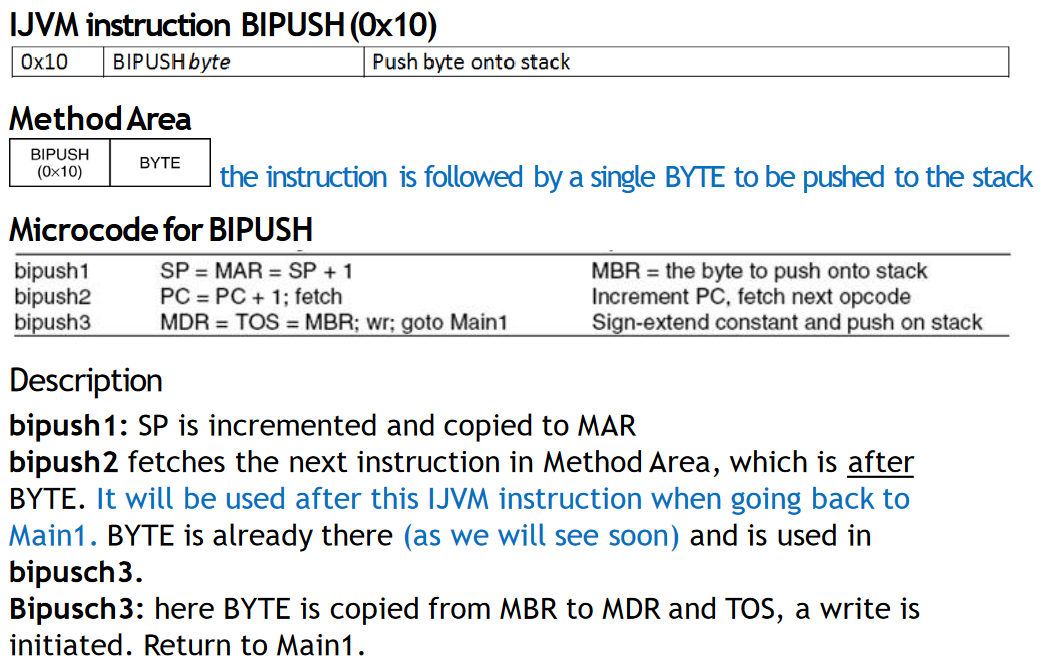 IJVM instruction BIPUSH (0x10)
0x10 BIPUSH byte Push byte onto stack
Method Area
BIPUSH (0×10) BYTE the instruction is followed by a single BYTE to be pushed to the stack
Microcode for BIPUSH
bipush1 SP = MAR = SP + 1 MBR = the byte to push onto stack
bipush2 PC = PC + 1; fetch Increment PC, fetch next opcode
bipush3 MDR = TOS = MBR; wr; goto Main1 Sign-extend constant and push on stack
Description
bipush1: SP is incremented and copied to MAR
bipush2 fetches the next instruction in Method Area, which is after
BYTE. It will be used after this IJVM instruction when going back to
Main1. BYTE is already there (as we will see soon) and is used in
bipusch3.
Bipusch3: here BYTE is copied from MBR to MDR and TOS, a write is
initiated. Return to Main1.